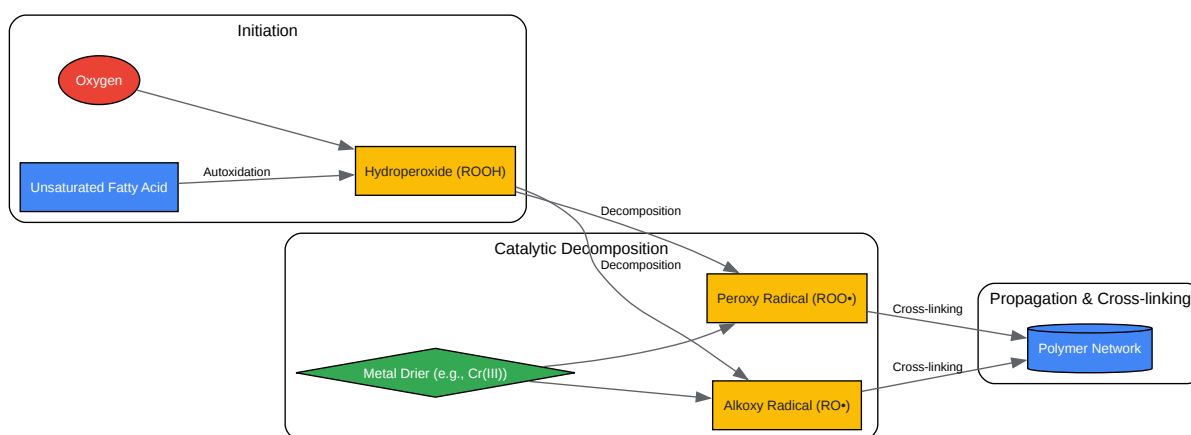 Initiation
Oxygen
Unsaturated Fatty Acid
Autoxidation
Hydroperoxide (ROOH)
Decomposition
Catalytic Decomposition
Decomposition
Peroxy Radical (ROO•)
Metal Drier (e.g., Cr(III))
Alkoxy Radical (RO•)
Cross-linking
Cross-linking
Propagation & Cross-linking
Polymer Network